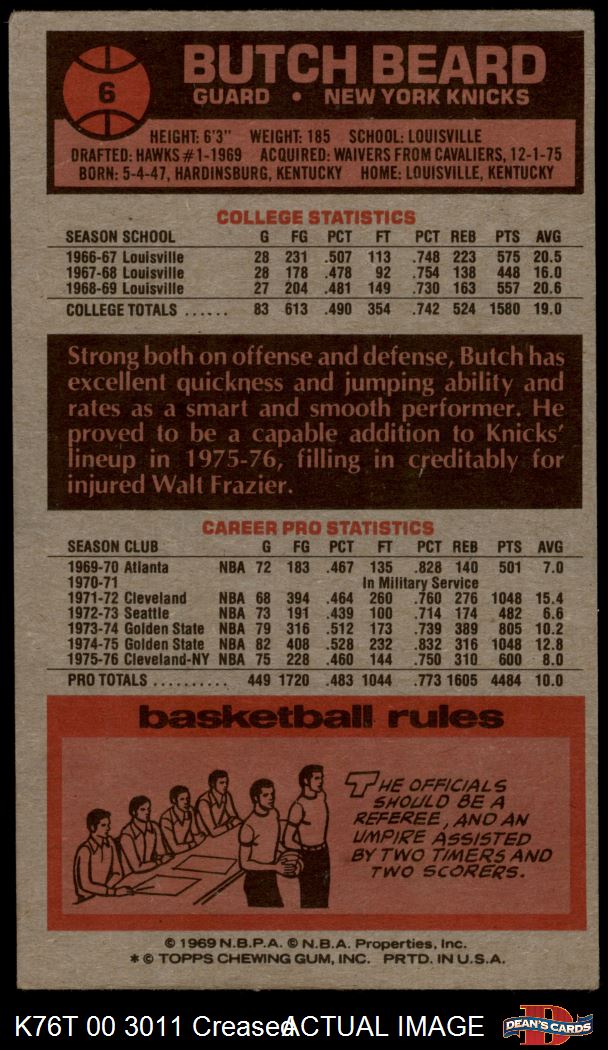 6
BUTCH BEARD
GUARD • NEW YORK KNICKS
HEIGHT: 6'3" WEIGHT: 185 SCHOOL: LOUISVILLE
DRAFTED: HAWKS #1-1969 ACQUIRED: WAIVERS FROM CAVALIERS, 12-1-75
BORN: 5-4-47, HARDINSBURG, KENTUCKY HOME: LOUISVILLE, KENTUCKY
COLLEGE STATISTICS
SEASON SCHOOL G FG PCT FT PCT REB PTS AVG
1966-67 Louisville 28 231 .507 113 .748 223 575 20.5
1967-68 Louisville 28 178 .478 92 .754 138 448 16.0
1968-69 Louisville 27 204 .481 149 .730 163 557 20.6
COLLEGE TOTALS ...... 83 613 .490 354 .742 524 1580 19.0
Strong both on offense and defense, Butch has
excellent quickness and jumping ability and
rates as a smart and smooth performer. He
proved to be a capable addition to Knicks'
lineup in 1975-76, filling in creditably for
injured Walt Frazier.
CAREER PRO STATISTICS
SEASON CLUB G FG PCT FT PCT REB PTS AVG
1969-70 Atlanta NBA 72 183 .467 135 .828 140 501 7.0
1970-71 In Military Service
1971-72 Cleveland NBA 68 394 .464 260 .760 276 1048 15.4
1972-73 Seattle NBA 73 191 .439 100 .714 174 482 6.6
1973-74 Golden State NBA 79 316 .512 173 .739 389 805 10.2
1974-75 Golden State NBA 82 408 .528 232 .832 316 1048 12.8
1975-76 Cleveland-NY NBA 75 228 .460 144 .750 310 600 8.0
PRO TOTALS .......... 449 1720 .483 1044 .773 1605 4484 10.0
basketball rules
THE OFFICIALS
SHOULD BE A
REFEREE, AND AN
UMPIRE ASSISTED
BY TWO TIMERS AND
TWO SCORERS.
© 1969 N.B.P.A. © N.B.A. Properties, Inc.
* © TOPPS CHEWING GUM, INC. PRTD. IN U.S.A.
K76T 00 3011 Creased ACTUAL IMAGE
DEAN'S CARDS